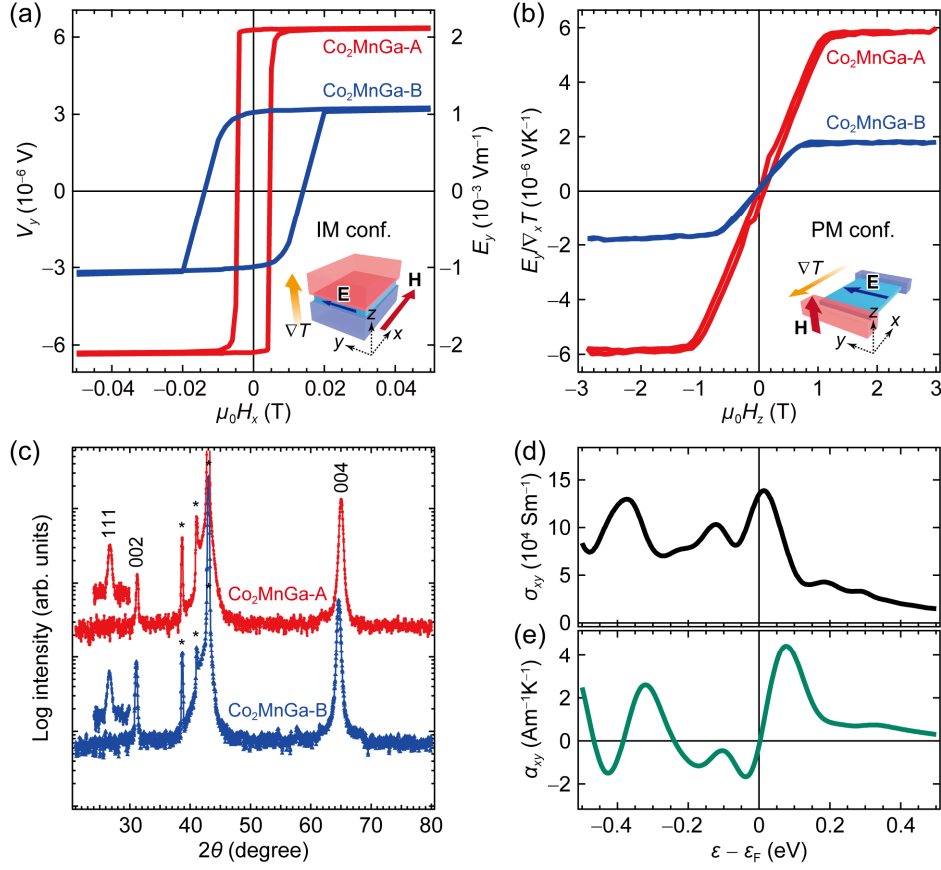 (a)
6
3
0
−3
−6
V_y (10⁻⁶ V)
2
1
0
−1
−2
E_y (10⁻³ Vm⁻¹)
Co₂MnGa-A
Co₂MnGa-B
IM conf.
∇T
E
H
z
x
y
−0.04
−0.02
0
0.02
0.04
μ₀H_x (T)
(b)
6
4
2
0
−2
−4
−6
E_y/∇_xT (10⁻⁶ VK⁻¹)
Co₂MnGa-A
Co₂MnGa-B
PM conf.
∇T
E
H
z
x
y
−3
−2
−1
0
1
2
3
μ₀H_z (T)
(c)
Log intensity (arb. units)
111
002
*
*
*
004
Co₂MnGa-A
*
*
*
Co₂MnGa-B
30
40
50
60
70
80
2θ (degree)
(d)
15
10
5
0
σ_xy (10⁴ Sm⁻¹)
(e)
4
2
0
−2
α_xy (Am⁻¹K⁻¹)
−0.4
−0.2
0
0.2
0.4
ε − ε_F (eV)